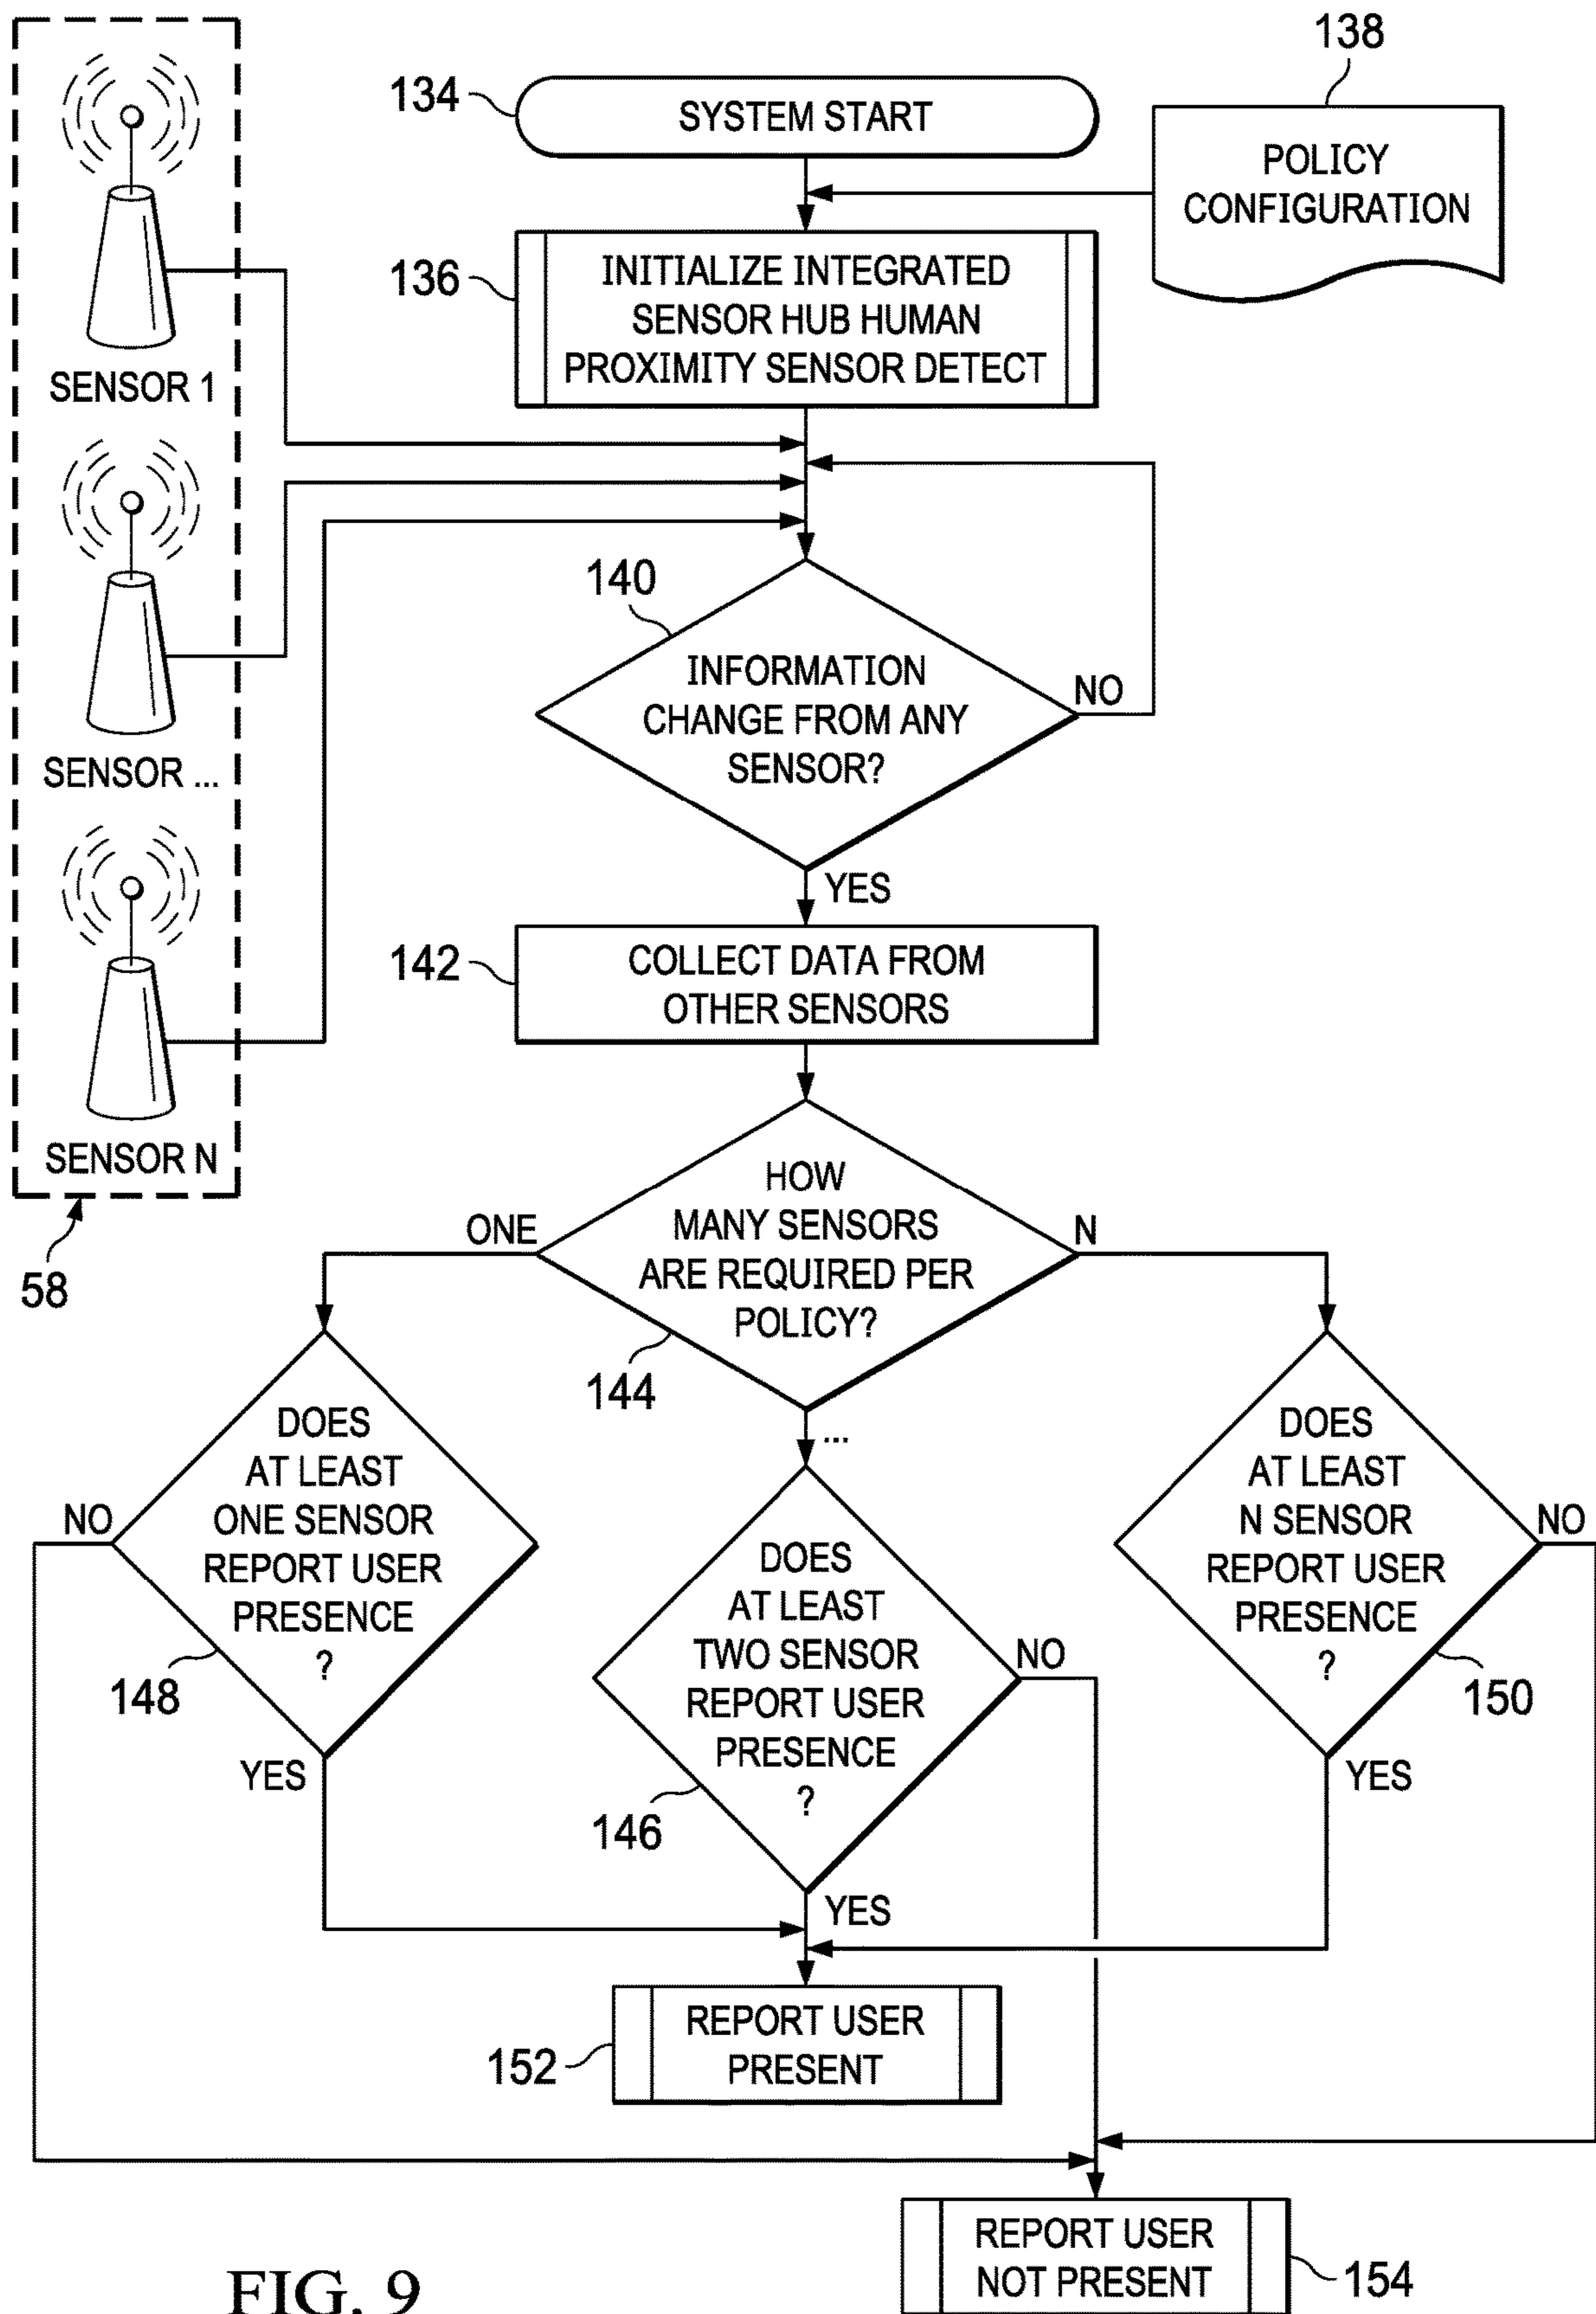 138
134
SYSTEM START
POLICY
CONFIGURATION
136
INITIALIZE INTEGRATED
SENSOR HUB HUMAN
PROXIMITY SENSOR DETECT
SENSOR 1
140
INFORMATION
CHANGE FROM ANY
SENSOR?
NO
SENSOR ...
YES
142
COLLECT DATA FROM
OTHER SENSORS
SENSOR N
58
HOW
MANY SENSORS
ARE REQUIRED PER
POLICY?
ONE
N
144
...
DOES
AT LEAST
ONE SENSOR
REPORT USER
PRESENCE
?
NO
148
YES
DOES
AT LEAST
TWO SENSOR
REPORT USER
PRESENCE
?
NO
146
YES
DOES
AT LEAST
N SENSOR
REPORT USER
PRESENCE
?
NO
150
YES
152
REPORT USER
PRESENT
REPORT USER
NOT PRESENT
154
FIG. 9